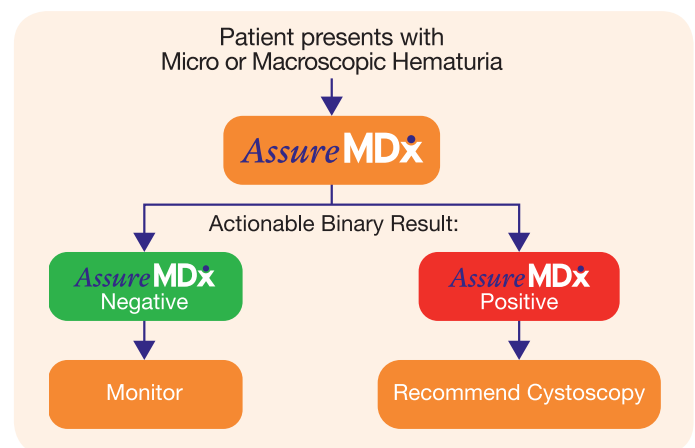 Patient presents with
Micro or Macroscopic Hematuria
AssureMDx
Actionable Binary Result:
AssureMDx
Negative
AssureMDx
Positive
Monitor
Recommend Cystoscopy